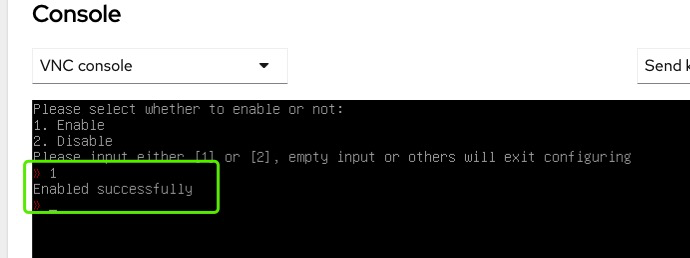 Console
VNC console
Send k
Please select whether to enable or not:
1. Enable
2. Disable
Please input either [1] or [2], empty input or others will exit configuring
» 1
Enabled successfully
» _